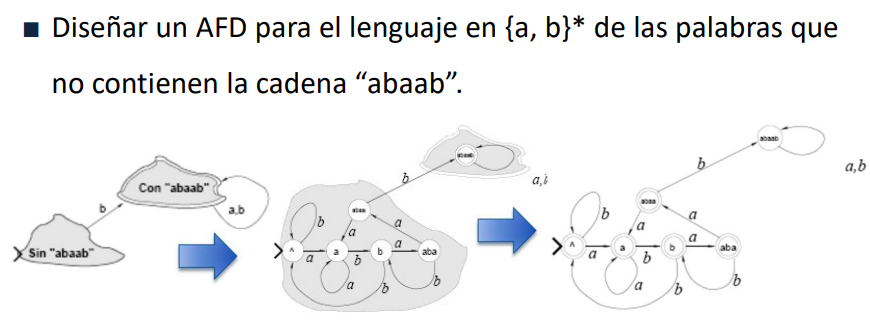 Diseñar un AFD para el lenguaje en {a, b}* de las palabras que
no contienen la cadena “abaab”.
Con "abaab"
b
a,b
Sin "abaab"
abaab
b
a,b
abaa
b
a
a
^
a
a
b
b
a
aba
a
b
b
abaab
b
a,b
abaa
b
a
a
^
a
a
b
b
a
aba
a
b
b